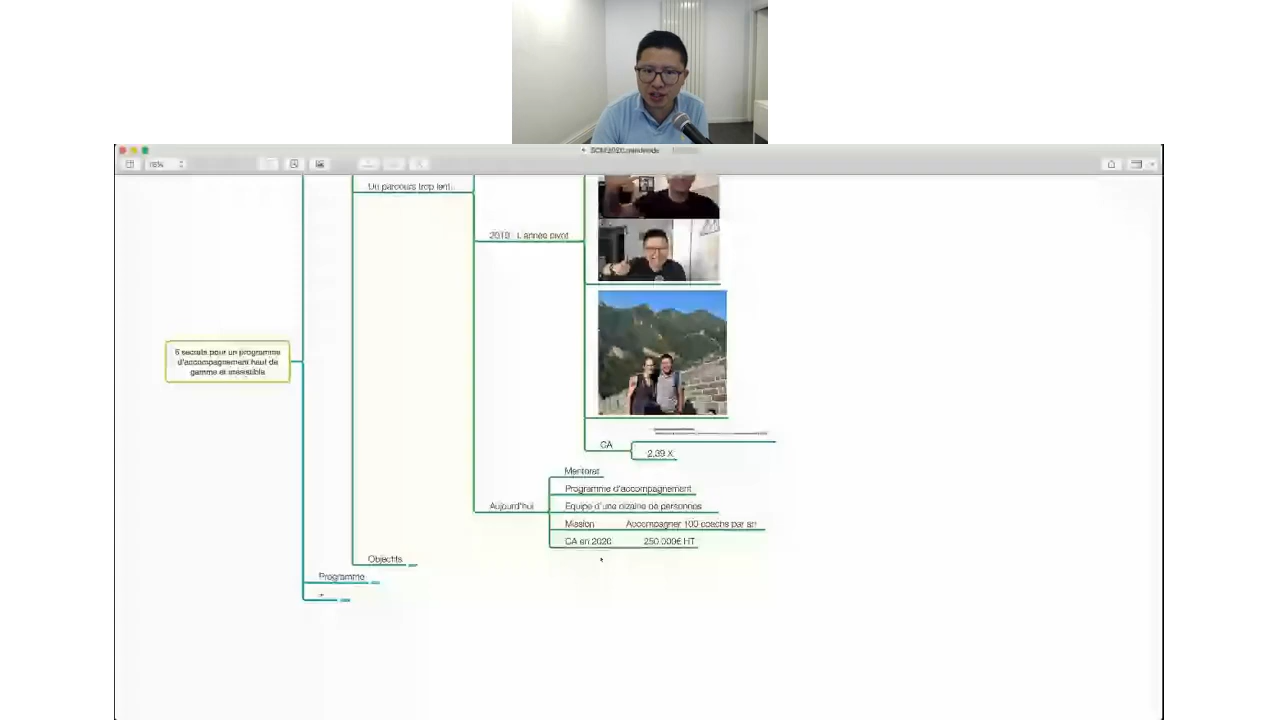 Un parcours trop lent
L'année pivot
6 secrets pour un programme
d'accompagnement haut de
gamme et irrésistible
CA
2,39 X
Mentorat
Programme d'accompagnement
Aujourd'hui
Equipe d'une dizaine de personnes
Mission
Accompagner 100 coachs par an
CA en 2020
250.000€ HT
Objectifs
Programme
+